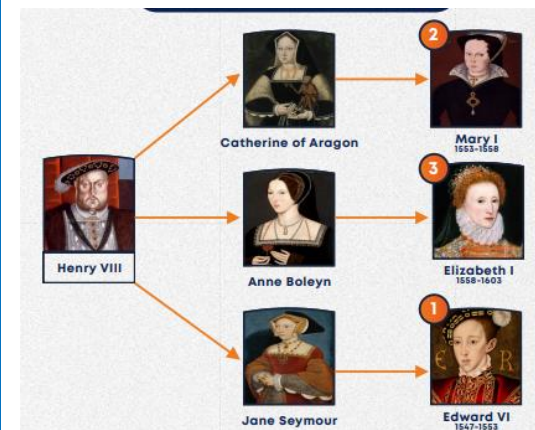 2
Catherine of Aragon
Mary I
1553-1558
Henry VIII
3
Anne Boleyn
Elizabeth I
1558-1603
1
E R
Jane Seymour
Edward VI
1547-1553